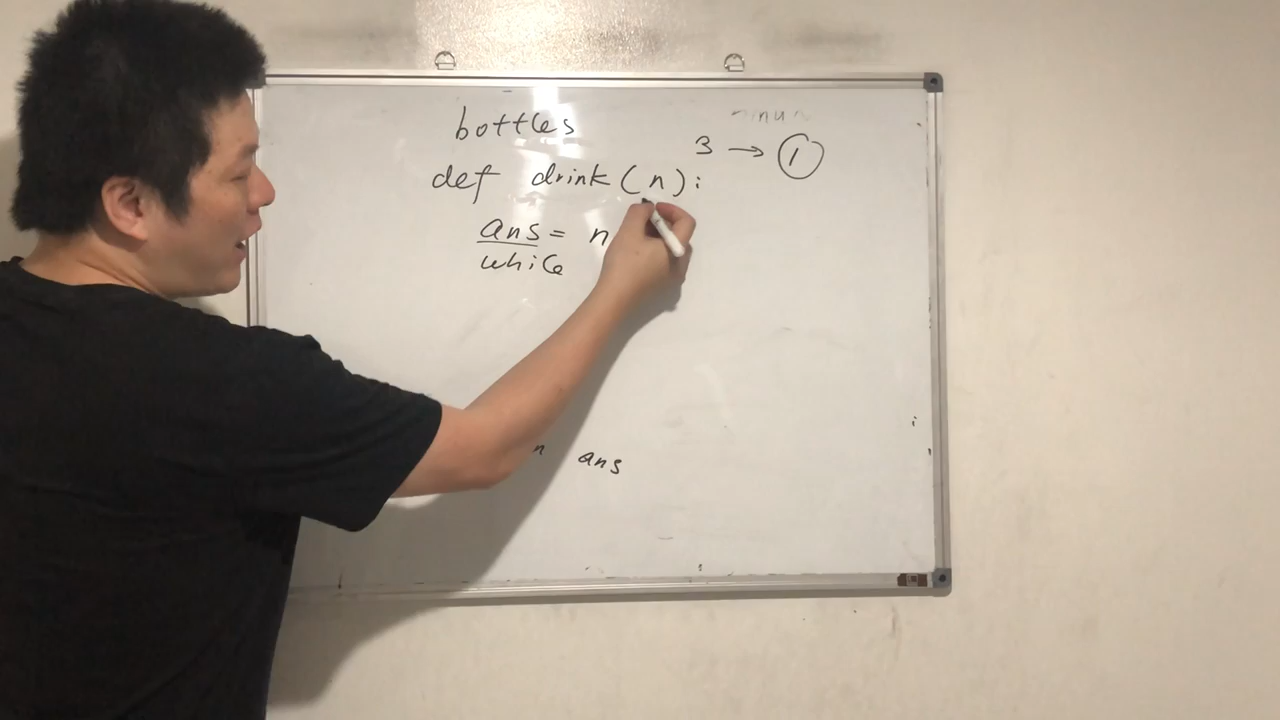 bottles
3 → 1
def drink(n):
ans = n
while
n ans